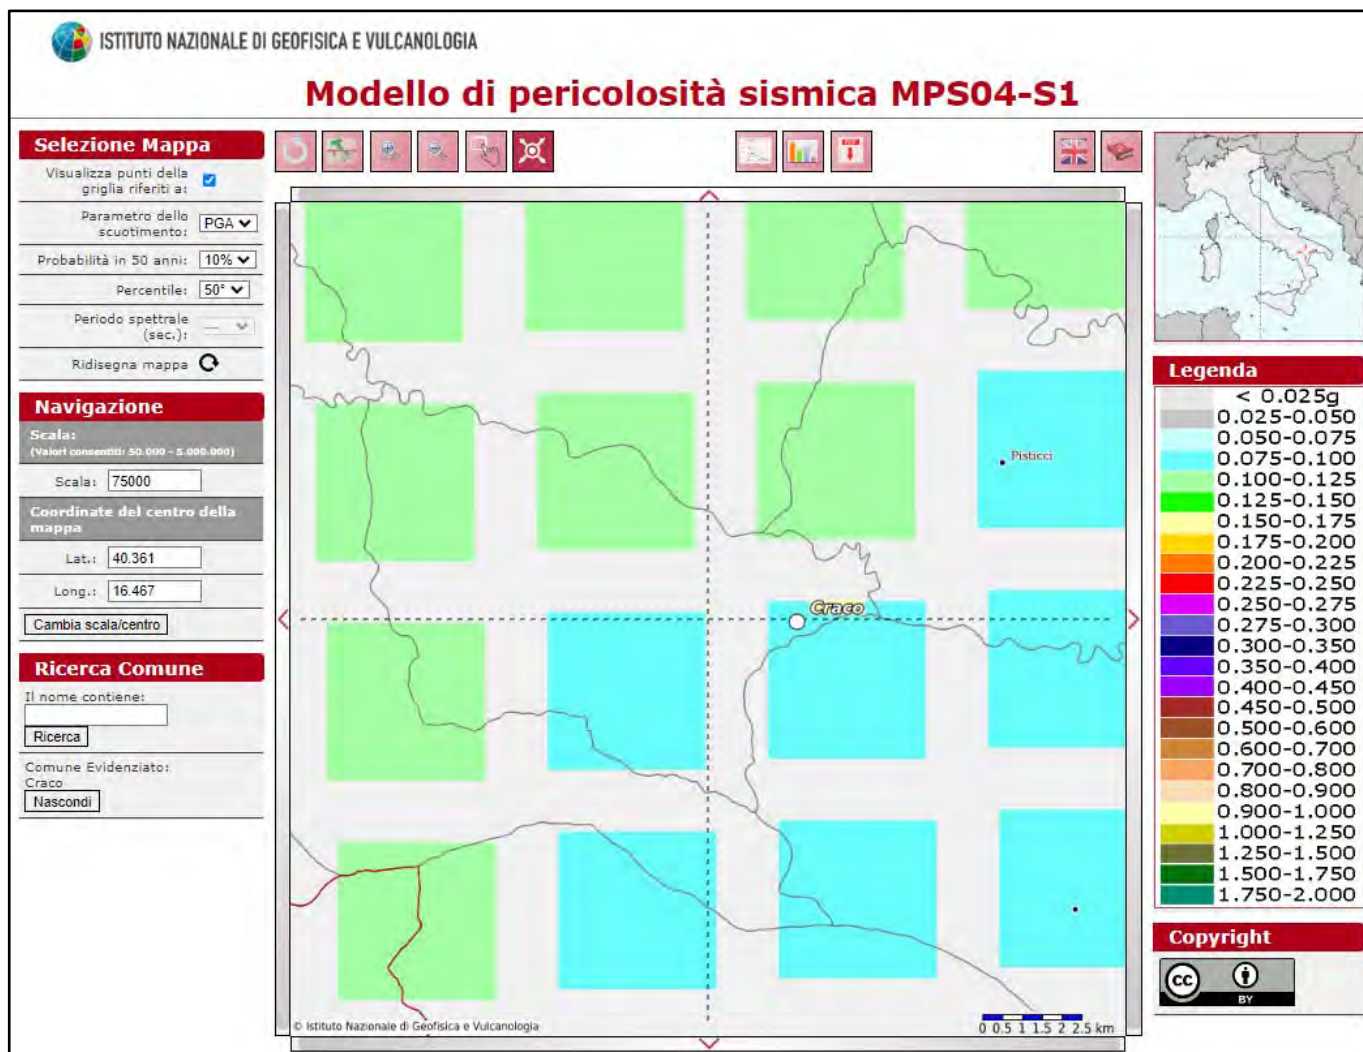 ISTITUTO NAZIONALE DI GEOFISICA E VULCANOLOGIA
Modello di pericolosità sismica MPS04-S1
Selezione Mappa
Visualizza punti della
griglia riferiti a:
Parametro dello
scuotimento:
PGA
Probabilità in 50 anni:
10%
Percentile:
50°
Periodo spettrale
(sec.):
---
Ridisegna mappa
Navigazione
Scala:
(Valori consentiti: 50.000 - 5.000.000)
Scala:
75000
Coordinate del centro della
mappa
Lat.:
40.361
Long.:
16.467
Cambia scala/centro
Ricerca Comune
Il nome contiene:
Ricerca
Comune Evidenziato:
Craco
Nascondi
Pisticci
Craco
© Istituto Nazionale di Geofisica e Vulcanologia
0 0.5 1 1.5 2 2.5 km
Legenda
< 0.025g
0.025-0.050
0.050-0.075
0.075-0.100
0.100-0.125
0.125-0.150
0.150-0.175
0.175-0.200
0.200-0.225
0.225-0.250
0.250-0.275
0.275-0.300
0.300-0.350
0.350-0.400
0.400-0.450
0.450-0.500
0.500-0.600
0.600-0.700
0.700-0.800
0.800-0.900
0.900-1.000
1.000-1.250
1.250-1.500
1.500-1.750
1.750-2.000
Copyright
CC
BY